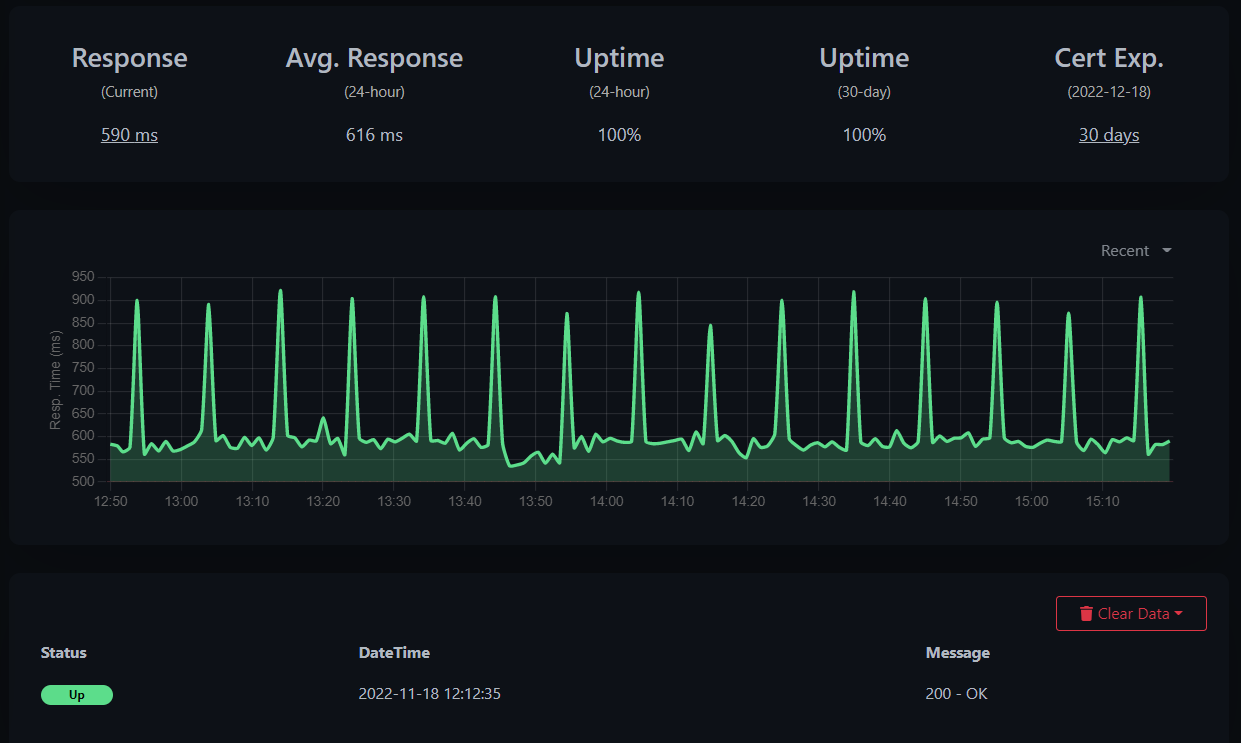 Response Avg. Response Uptime Uptime Cert Exp.
(Current) (24-hour) (24-hour) (30-day) (2022-12-18)
590 ms 616 ms 100% 100% 30 days
Recent
Resp. Time (ms)
950
900
850
800
750
700
650
600
550
500
12:50 13:00 13:10 13:20 13:30 13:40 13:50 14:00 14:10 14:20 14:30 14:40 14:50 15:00 15:10
Clear Data
Status DateTime Message
Up 2022-11-18 12:12:35 200 - OK